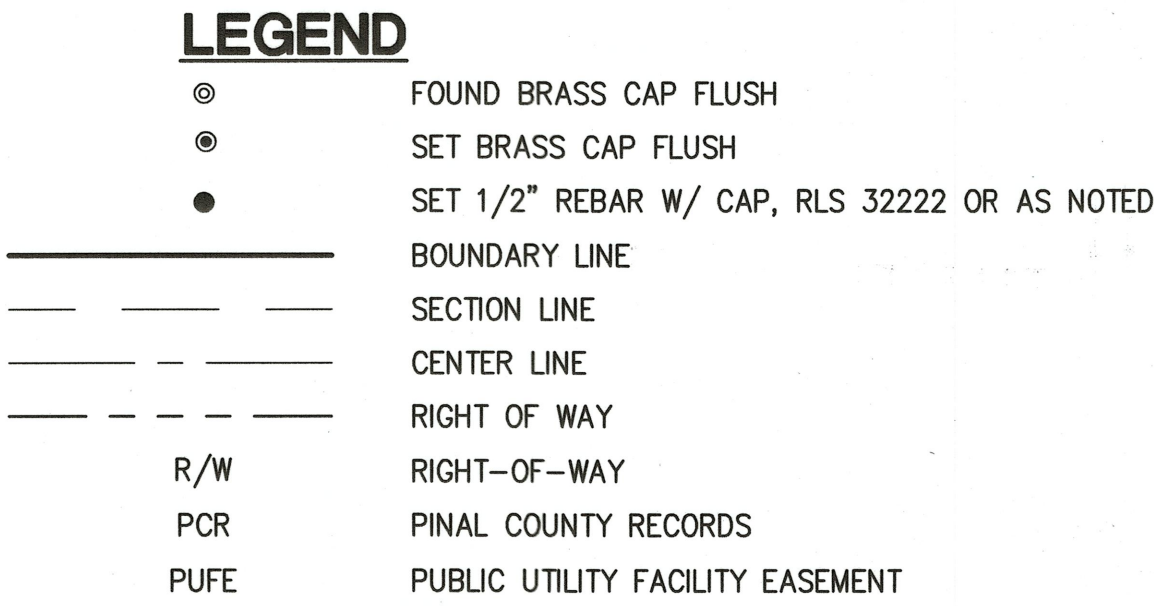 LEGEND
FOUND BRASS CAP FLUSH
SET BRASS CAP FLUSH
SET 1/2" REBAR W/ CAP, RLS 32222 OR AS NOTED
BOUNDARY LINE
SECTION LINE
CENTER LINE
RIGHT OF WAY
R/W RIGHT-OF-WAY
PCR PINAL COUNTY RECORDS
PUFE PUBLIC UTILITY FACILITY EASEMENT